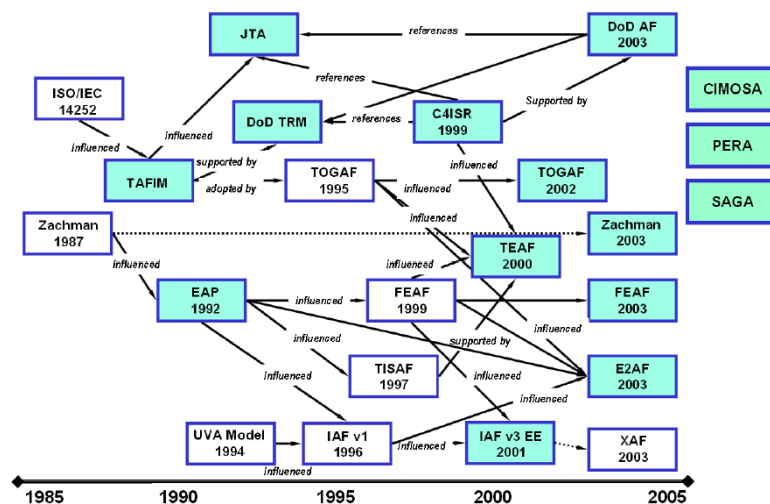 JTA
references
DoD AF
2003
ISO/IEC
14252
references
CIMOSA
DoD TRM
references
C4ISR
1999
Supported by
influenced
influenced
PERA
TAFIM
supported by
adopted by
TOGAF
1995
influenced
influenced
TOGAF
2002
SAGA
Zachman
1987
influenced
Zachman
2003
TEAF
2000
influenced
influenced
EAP
1992
influenced
FEAF
1999
FEAF
2003
influenced
supported by
TISAF
1997
E2AF
2003
influenced
influenced
UVA Model
1994
IAF v1
1996
influenced
IAF v3 EE
2001
influenced
XAF
2003
influenced
1985
1990
1995
2000
2005